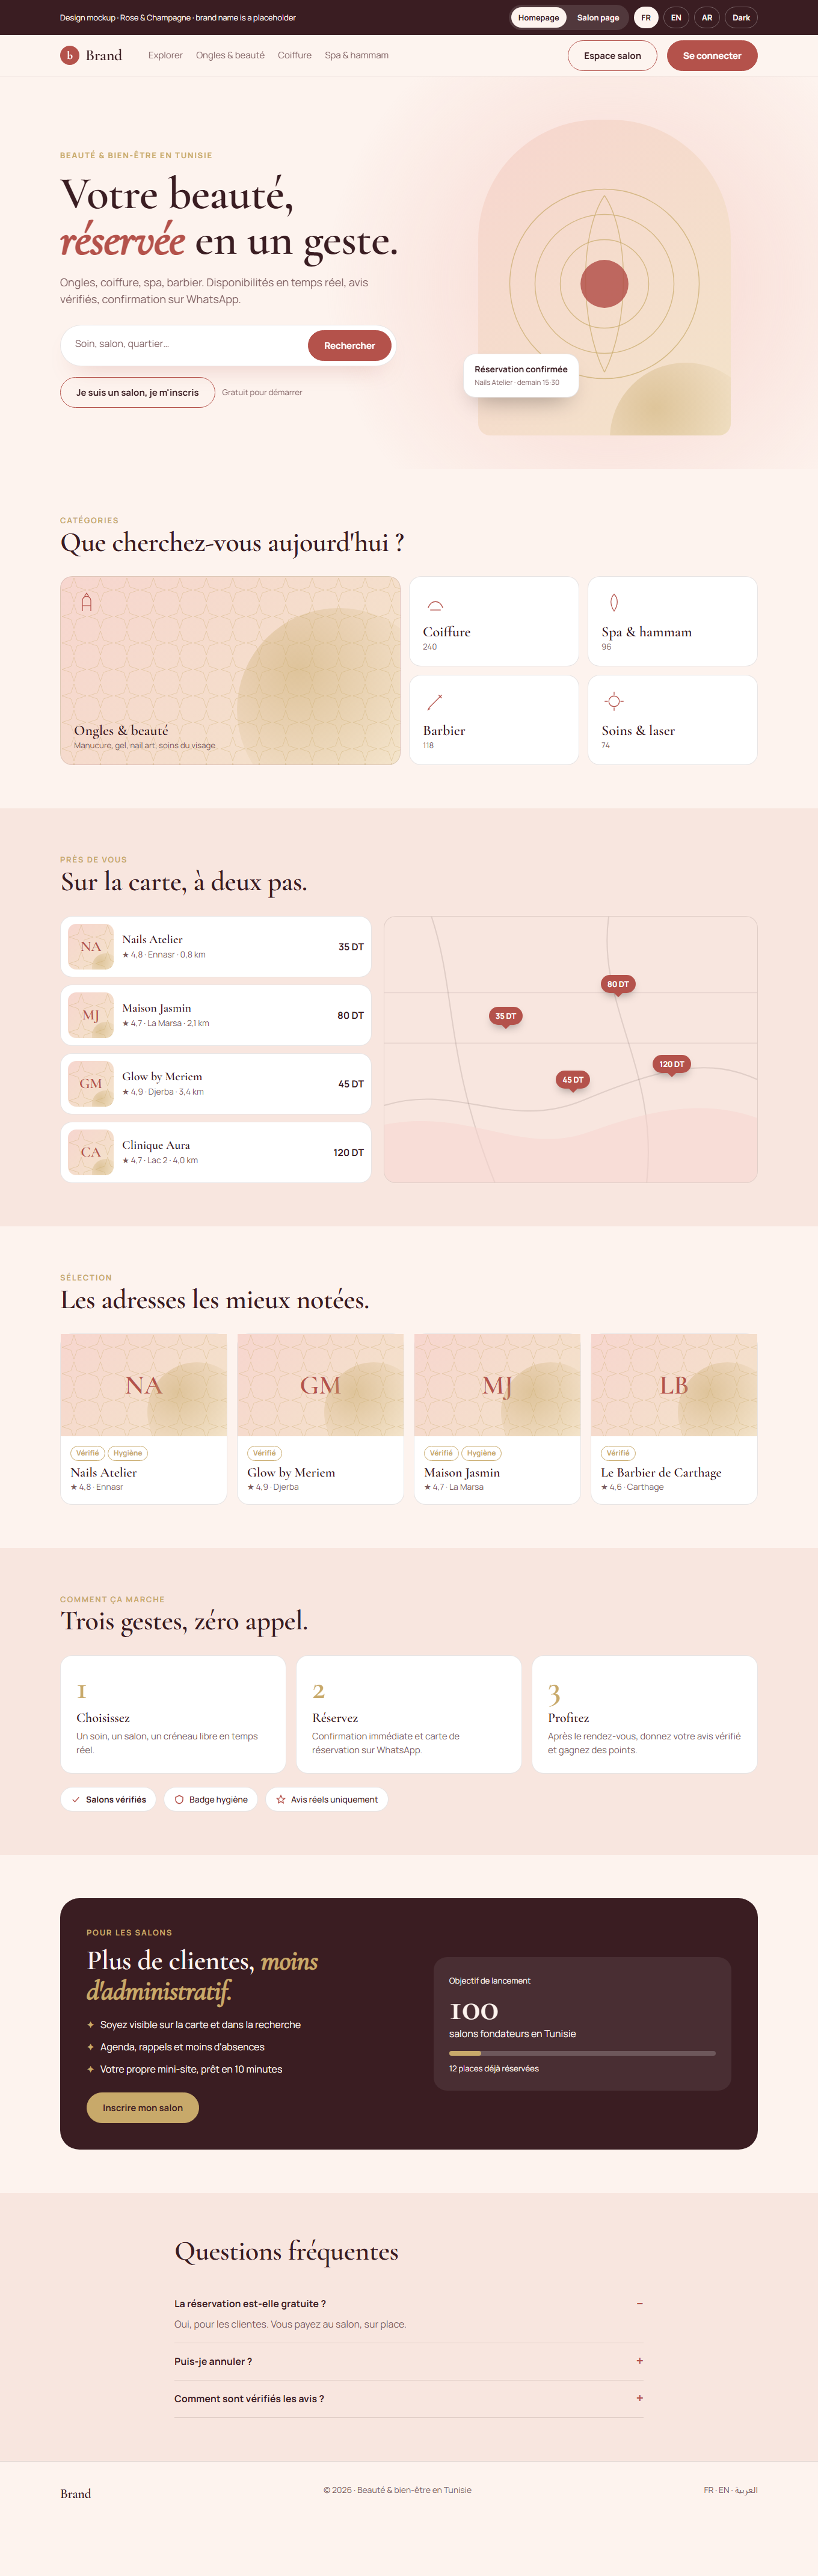 Design mockup · Rose & Champagne · brand name is a placeholder
Homepage
Salon page
FR
EN
AR
Dark
b
Brand
Explorer
Ongles & beauté
Coiffure
Spa & hammam
Espace salon
Se connecter
BEAUTÉ & BIEN-ÊTRE EN TUNISIE
Votre beauté,
réservée en un geste.
Ongles, coiffure, spa, barbier. Disponibilités en temps réel, avis
vérifiés, confirmation sur WhatsApp.
Soin, salon, quartier...
Rechercher
Je suis un salon, je m'inscris
Gratuit pour démarrer
Réservation confirmée
Nails Atelier · demain 15:30
CATÉGORIES
Que cherchez-vous aujourd'hui ?
Ongles & beauté
Manucure, gel, nail art, soins du visage
Coiffure
240
Spa & hammam
96
Barbier
118
Soins & laser
74
PRÈS DE VOUS
Sur la carte, à deux pas.
NA
Nails Atelier
★ 4,8 · Ennasr · 0,8 km
35 DT
MJ
Maison Jasmin
★ 4,7 · La Marsa · 2,1 km
80 DT
GM
Glow by Meriem
★ 4,9 · Djerba · 3,4 km
45 DT
CA
Clinique Aura
★ 4,7 · Lac 2 · 4,0 km
120 DT
80 DT
35 DT
120 DT
45 DT
SÉLECTION
Les adresses les mieux notées.
NA
Vérifié
Hygiène
Nails Atelier
★ 4,8 · Ennasr
GM
Vérifié
Glow by Meriem
★ 4,9 · Djerba
MJ
Vérifié
Hygiène
Maison Jasmin
★ 4,7 · La Marsa
LB
Vérifié
Le Barbier de Carthage
★ 4,6 · Carthage
COMMENT ÇA MARCHE
Trois gestes, zéro appel.
1
Choisissez
Un soin, un salon, un créneau libre en temps
réel.
2
Réservez
Confirmation immédiate et carte de
réservation sur WhatsApp.
3
Profitez
Après le rendez-vous, donnez votre avis vérifié
et gagnez des points.
Salons vérifiés
Badge hygiène
Avis réels uniquement
POUR LES SALONS
Plus de clientes, moins
d'administratif.
✦ Soyez visible sur la carte et dans la recherche
✦ Agenda, rappels et moins d'absences
✦ Votre propre mini-site, prêt en 10 minutes
Inscrire mon salon
Objectif de lancement
100
salons fondateurs en Tunisie
12 places déjà réservées
Questions fréquentes
La réservation est-elle gratuite ? −
Oui, pour les clientes. Vous payez au salon, sur place.
Puis-je annuler ? +
Comment sont vérifiés les avis ? +
Brand
© 2026 · Beauté & bien-être en Tunisie
FR · EN · العربية